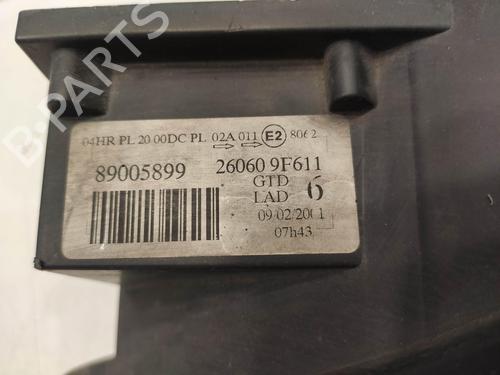 04HR PL 20 00DC PL 02A 011 E2 8062
89005899 26060 9F611
GTD
LAD 6
09/02/2001
07h43
B-PARTS